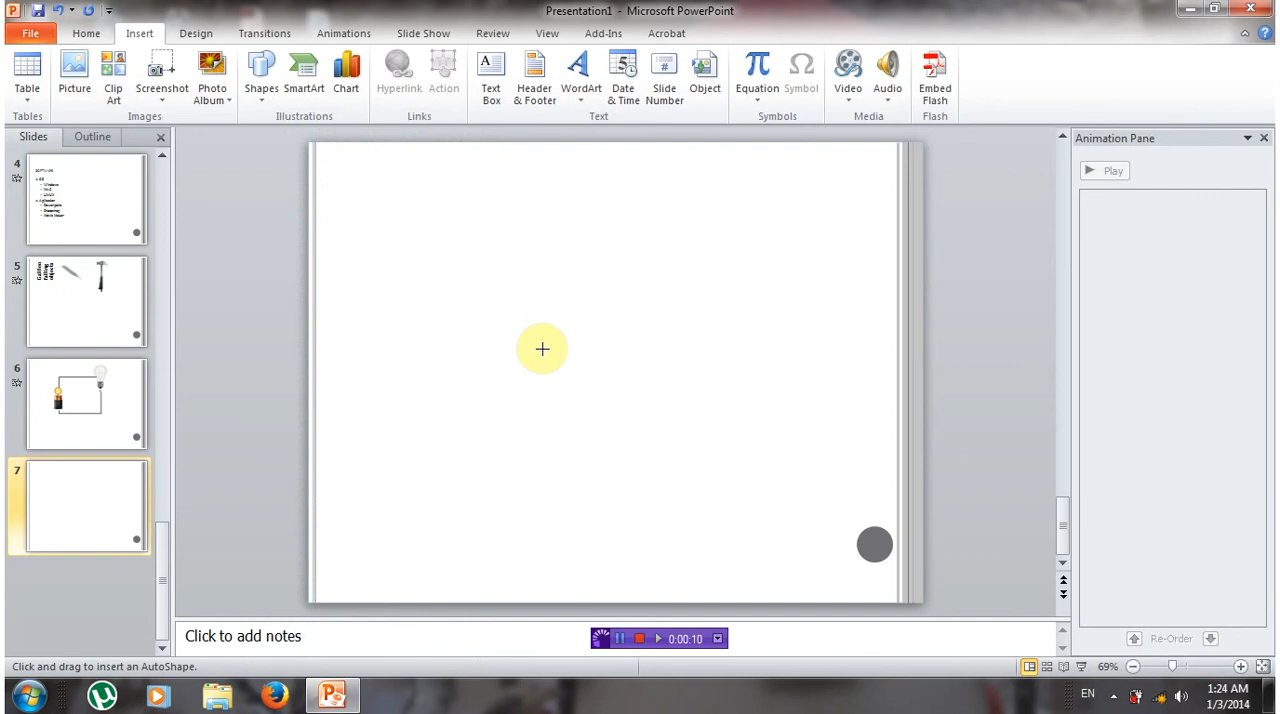 Presentation1 - Microsoft PowerPoint
File Home Insert Design Transitions Animations Slide Show Review View Add-Ins Acrobat
Table Picture Clip Art Screenshot Photo Album Shapes SmartArt Chart Hyperlink Action Text Box Header & Footer WordArt Date & Time Slide Number Object Equation Symbol Video Audio Embed Flash
Tables Images Illustrations Links Text Symbols Media Flash
Slides Outline
Animation Pane
Play
4
Windows
5
Galileo
falling
objects
6
7
Click to add notes
0:00:10
Re-Order
Click and drag to insert an AutoShape.
69%
EN
1:24 AM
1/3/2014